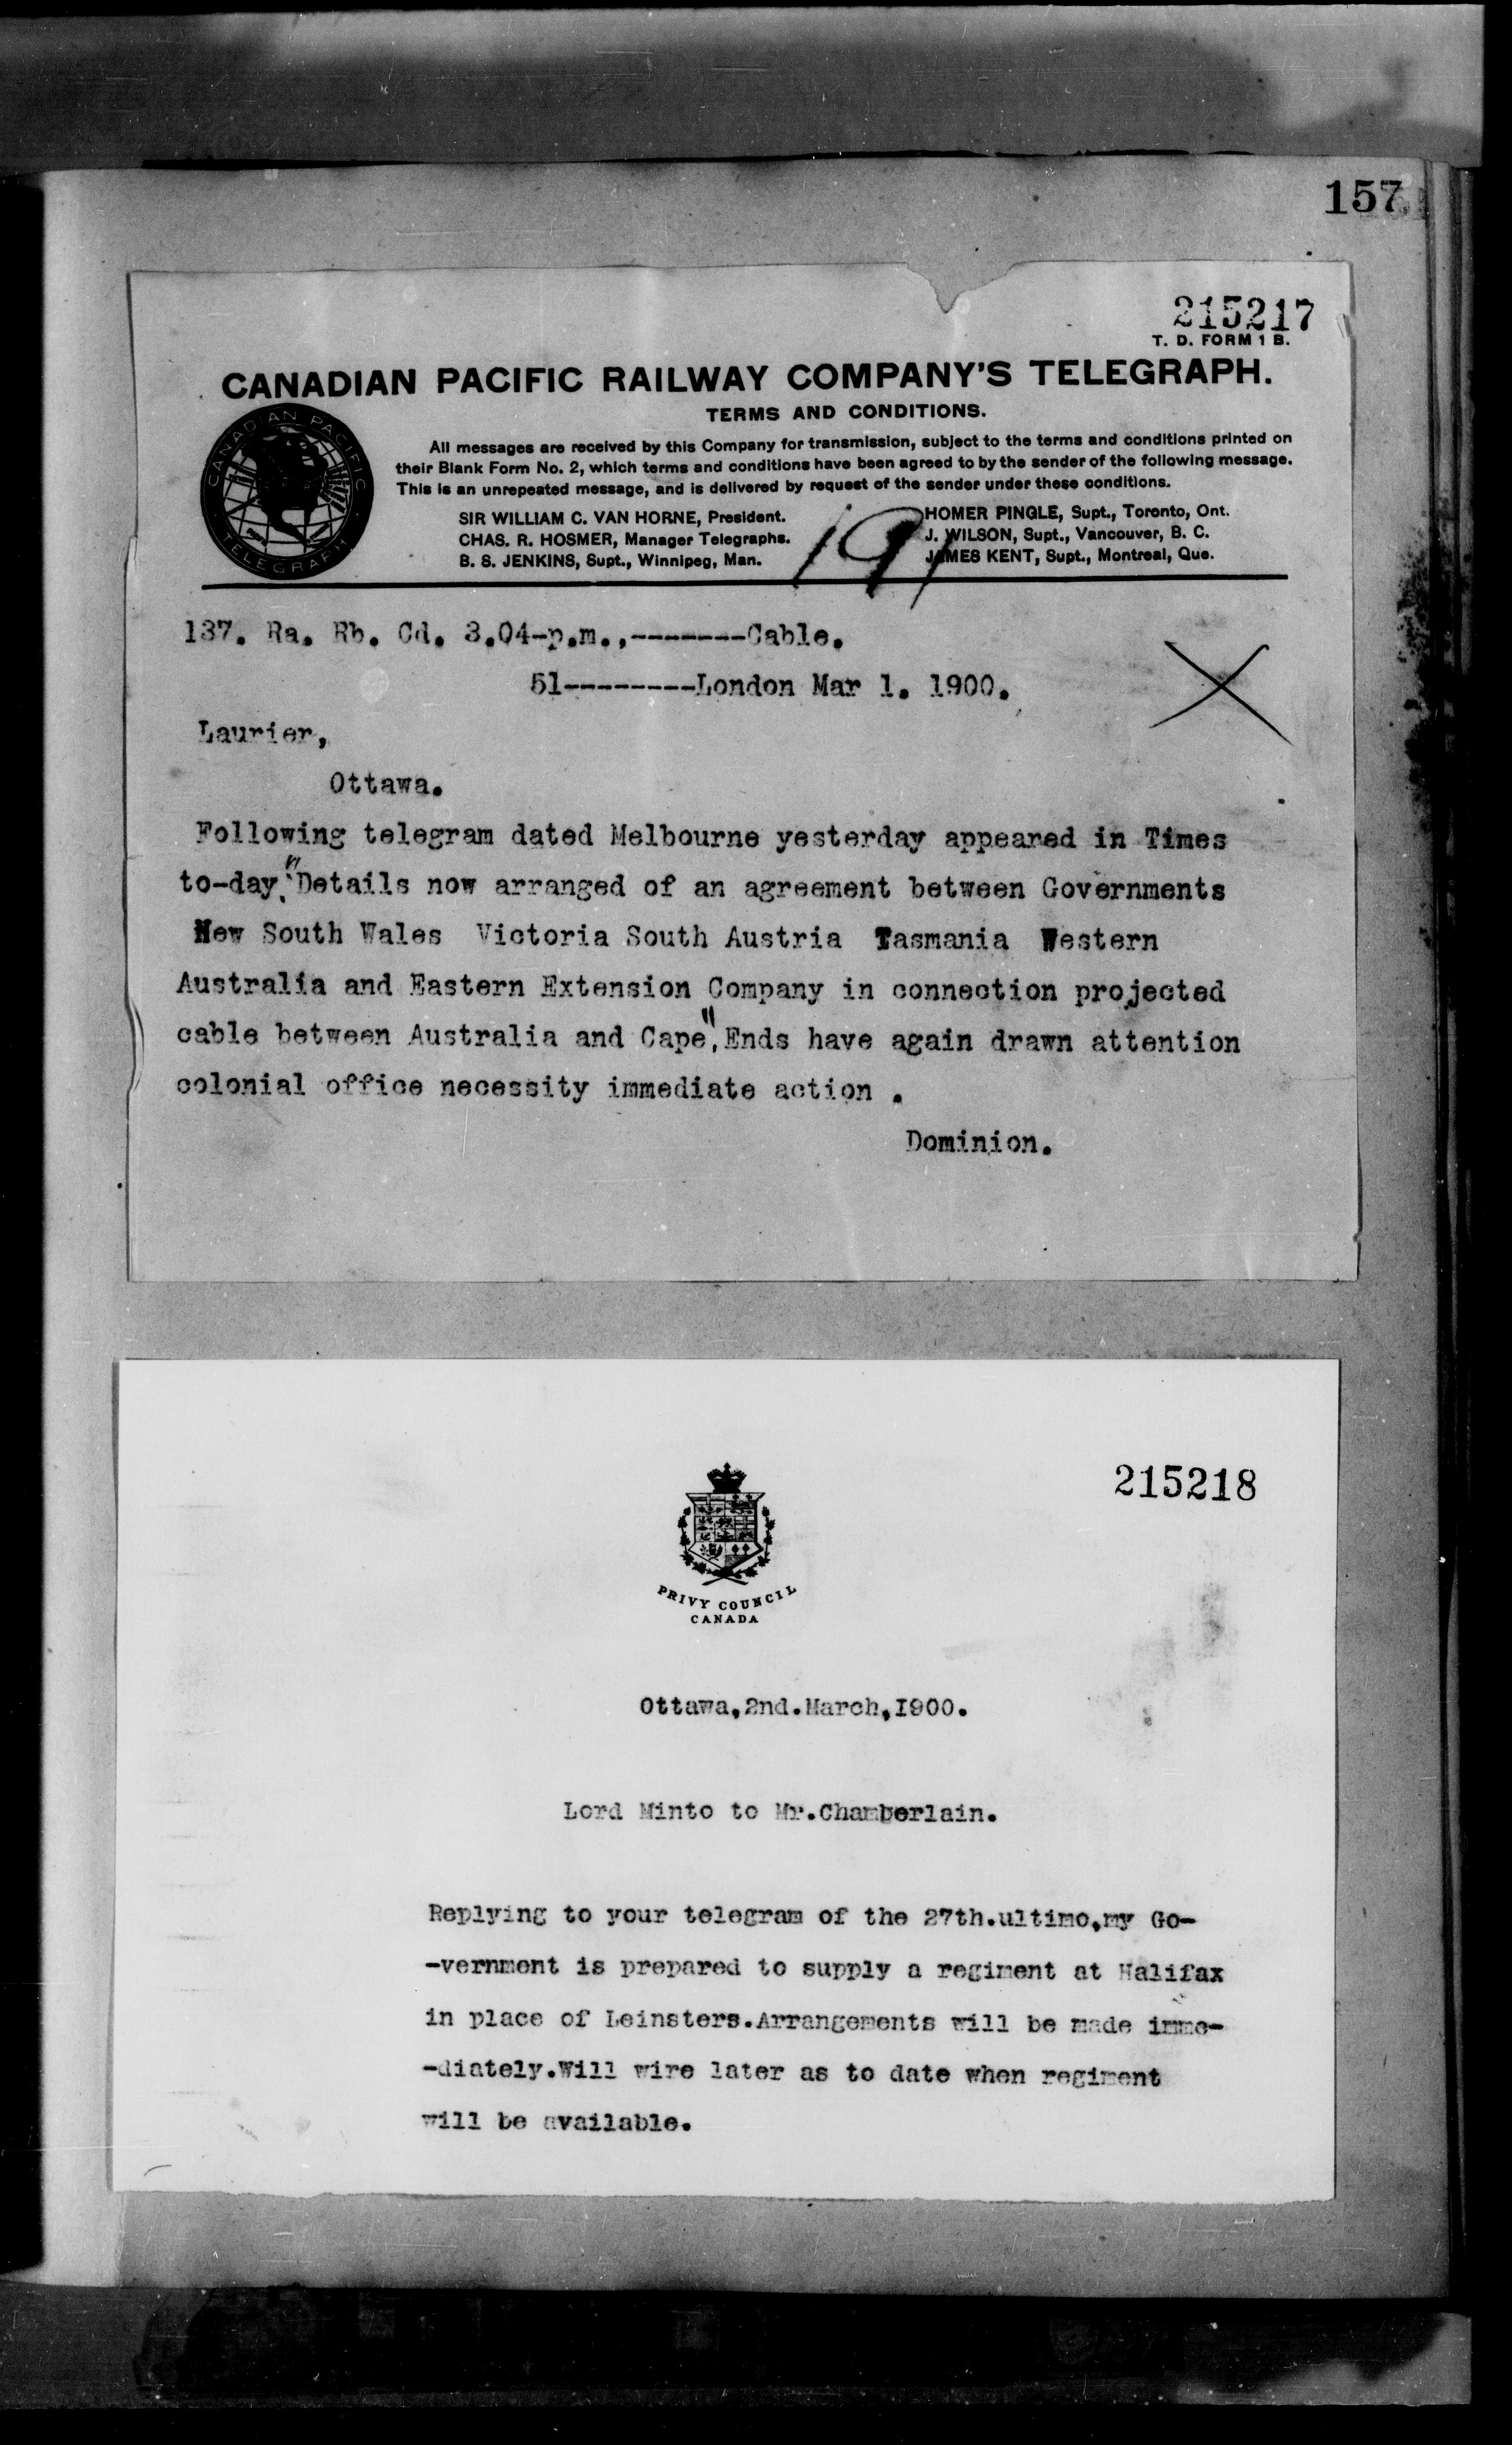 157
215217
T. D. FORM 1 B.
CANADIAN PACIFIC RAILWAY COMPANY'S TELEGRAPH.
TERMS AND CONDITIONS.
CANADIAN PACIFIC
TELEGRAPH
All messages are received by this Company for transmission, subject to the terms and conditions printed on
their Blank Form No. 2, which terms and conditions have been agreed to by the sender of the following message.
This is an unrepeated message, and is delivered by request of the sender under these conditions.
SIR WILLIAM C. VAN HORNE, President.
CHAS. R. HOSMER, Manager Telegraphs.
B. S. JENKINS, Supt., Winnipeg, Man.
HOMER PINGLE, Supt., Toronto, Ont.
J. WILSON, Supt., Vancouver, B. C.
JAMES KENT, Supt., Montreal, Que.
191
137. Ra. Rb. Cd. 3.04-p.m.,-------Cable.
51--------London Mar 1. 1900.
Laurier,
Ottawa.
Following telegram dated Melbourne yesterday appeared in Times
to-day, "Details now arranged of an agreement between Governments
New South Wales Victoria South Austria Tasmania Western
Australia and Eastern Extension Company in connection projected
cable between Australia and Cape", Ends have again drawn attention
colonial office necessity immediate action .
Dominion.
215218
PRIVY COUNCIL
CANADA
Ottawa,2nd.March,I900.
Lord Minto to Mr.Chamberlain.
Replying to your telegram of the 27th.ultimo,my Go-
-vernment is prepared to supply a regiment at Halifax
in place of Leinsters.Arrangements will be made imme-
-diately.Will wire later as to date when regiment
will be available.